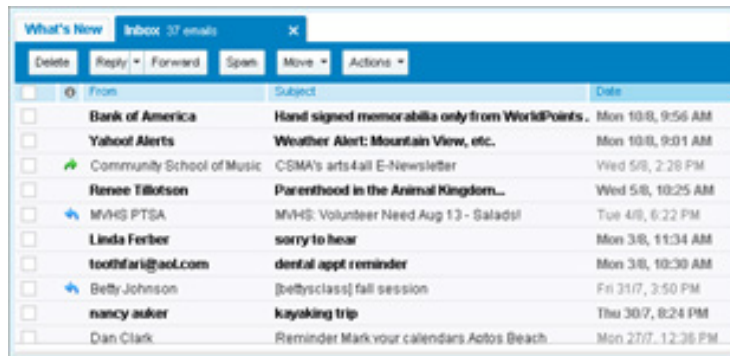 What's New Inbox 37 emails ×
Delete Reply Forward Spam Move Actions
From Subject Date
Bank of America Hand signed memorabilia only from WorldPoints. Mon 10/8, 9:56 AM
Yahoo! Alerts Weather Alert: Mountain View, etc. Mon 10/8, 9:01 AM
Community School of Music CSMA's arts4all E-Newsletter Wed 5/8, 2:28 PM
Renee Tillotson Parenthood in the Animal Kingdom... Wed 5/8, 10:25 AM
MVHS PTSA MVHS: Volunteer Need Aug 13 - Salads! Tue 4/8, 6:22 PM
Linda Ferber sorry to hear Mon 3/8, 11:34 AM
toothfari@aol.com dental appt reminder Mon 3/8, 10:30 AM
Betty Johnson [bettysclass] fall session Fri 31/7, 3:50 PM
nancy auker kayaking trip Thu 30/7, 8:24 PM
Dan Clark Reminder Mark your calendars Aptos Beach Mon 27/7, 12:36 PM